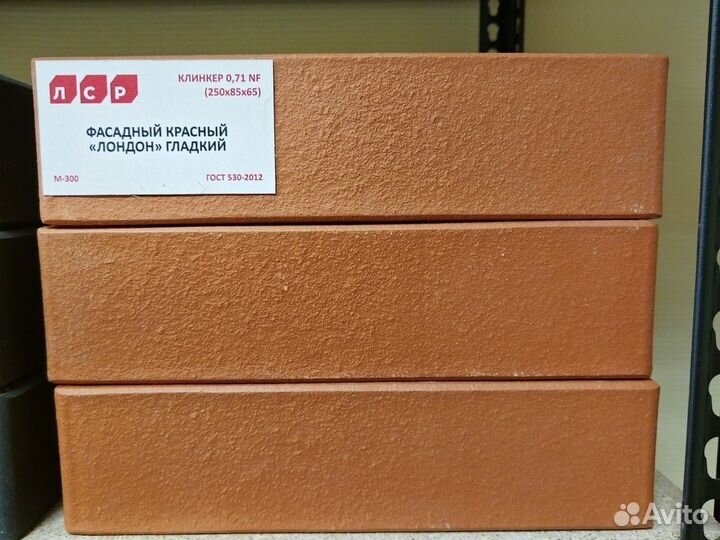 ЛСР
КЛИНКЕР 0,71 NF
(250х85х65)
ФАСАДНЫЙ КРАСНЫЙ
«ЛОНДОН» ГЛАДКИЙ
М-300
ГОСТ 530-2012
Avito